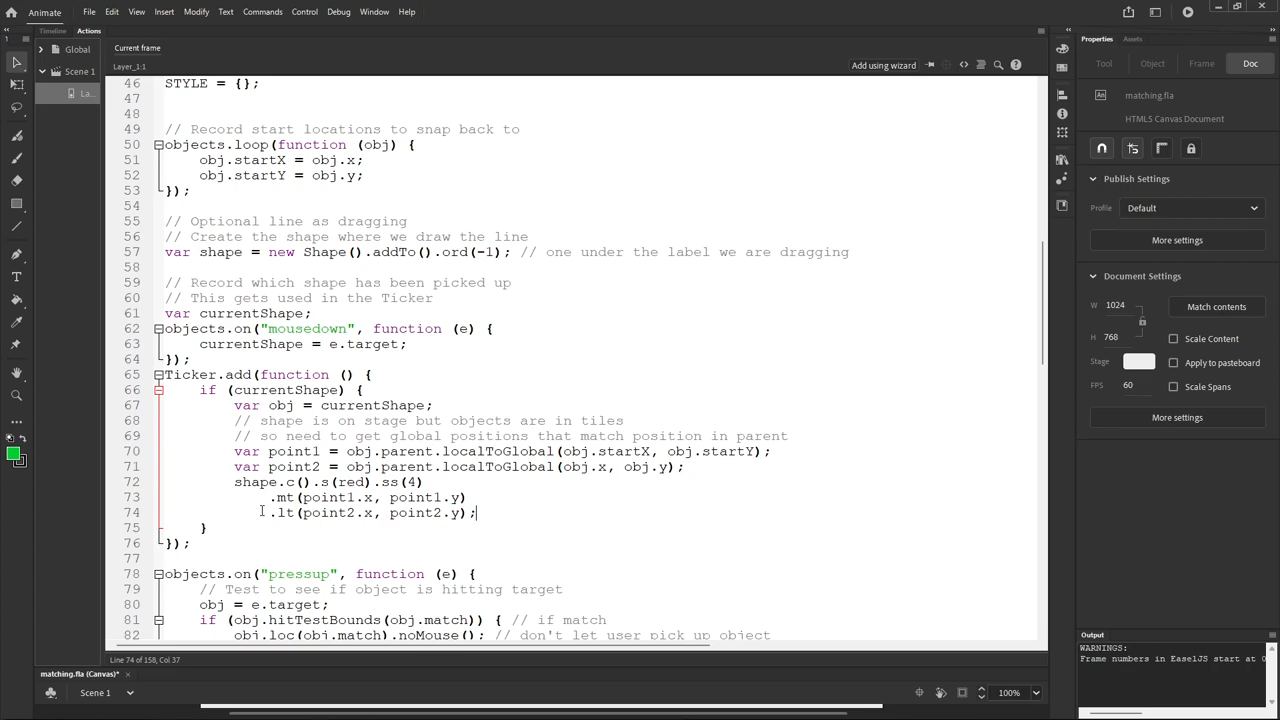 Animate
File
Edit
View
Insert
Modify
Text
Commands
Control
Debug
Window
Help
Timeline
Actions
Global
Scene 1
La...
Current frame
Layer_1:1
Add using wizard
46 STYLE = {};
47
48
49 // Record start locations to snap back to
50 objects.loop(function (obj) {
51 obj.startX = obj.x;
52 obj.startY = obj.y;
53 });
54
55 // Optional line as dragging
56 // Create the shape where we draw the line
57 var shape = new Shape().addTo().ord(-1); // one under the label we are dragging
58
59 // Record which shape has been picked up
60 // This gets used in the Ticker
61 var currentShape;
62 objects.on("mousedown", function (e) {
63 currentShape = e.target;
64 });
65 Ticker.add(function () {
66 if (currentShape) {
67 var obj = currentShape;
68 // shape is on stage but objects are in tiles
69 // so need to get global positions that match position in parent
70 var point1 = obj.parent.localToGlobal(obj.startX, obj.startY);
71 var point2 = obj.parent.localToGlobal(obj.x, obj.y);
72 shape.c().s(red).ss(4)
73 .mt(point1.x, point1.y)
74 .lt(point2.x, point2.y);
75 }
76 });
77
78 objects.on("pressup", function (e) {
79 // Test to see if object is hitting target
80 obj = e.target;
81 if (obj.hitTestBounds(obj.match)) { // if match
82 obj.loc(obj.match).noMouse(); // don't let user pick up object
Line 74 of 158, Col 37
matching.fla (Canvas)*
Scene 1
100%
Properties
Assets
Tool
Object
Frame
Doc
An
matching.fla
HTML5 Canvas Document
Publish Settings
Profile
Default
More settings
Document Settings
W
1024
Match contents
H
768
Scale Content
Stage
Apply to pasteboard
FPS
60
Scale Spans
More settings
Output
WARNINGS:
Frame numbers in EaselJS start at 0